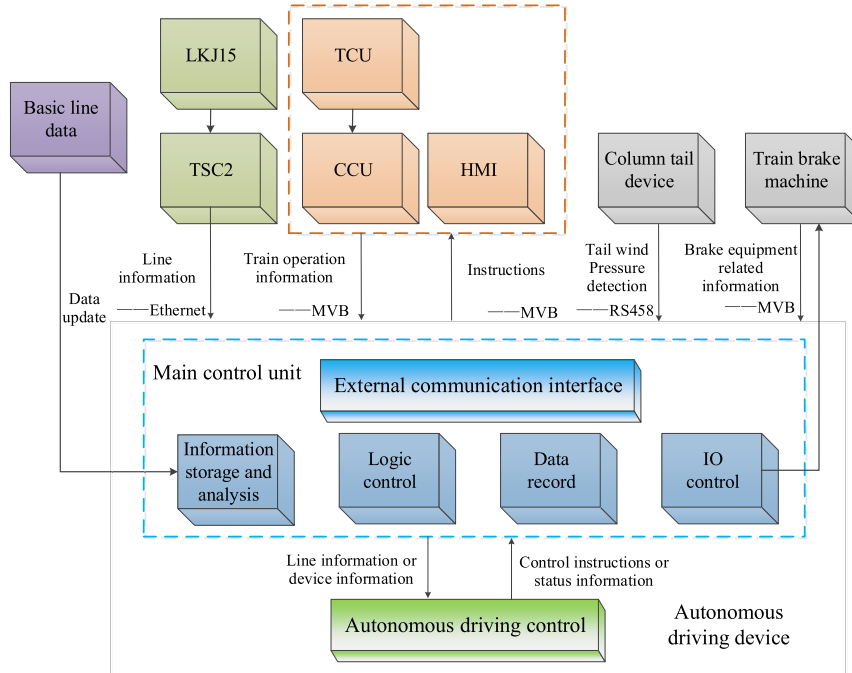 LKJ15
TCU
Basic line
data
TSC2
CCU
HMI
Column tail
device
Train brake
machine
Line
information
——Ethernet
Train operation
information
——MVB
Instructions
——MVB
Tail wind
Pressure
detection
——RS458
Brake equipment
related
information
——MVB
Data
update
Main control unit
External communication interface
Information
storage and
analysis
Logic
control
Data
record
IO
control
Line information or
device information
Control instructions or
status information
Autonomous driving control
Autonomous
driving device